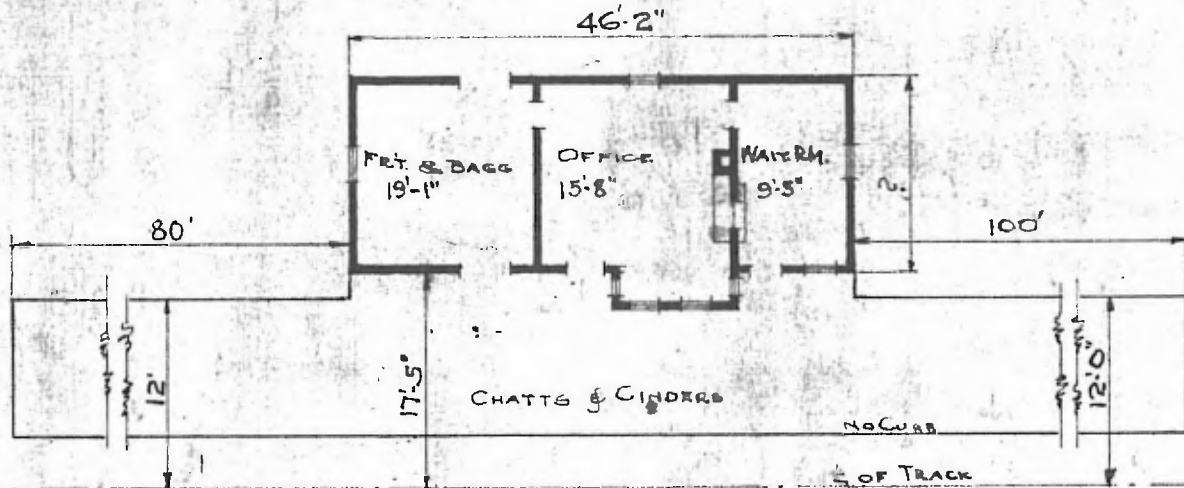 46'-2"
FRT. & BAGG
19'-1"
OFFICE
15'-8"
WAIT RM.
9'-5"
80'
100'
12'
17'-5"
12'-0"
CHATTS & CINDERS
NO CURB
OF TRACK